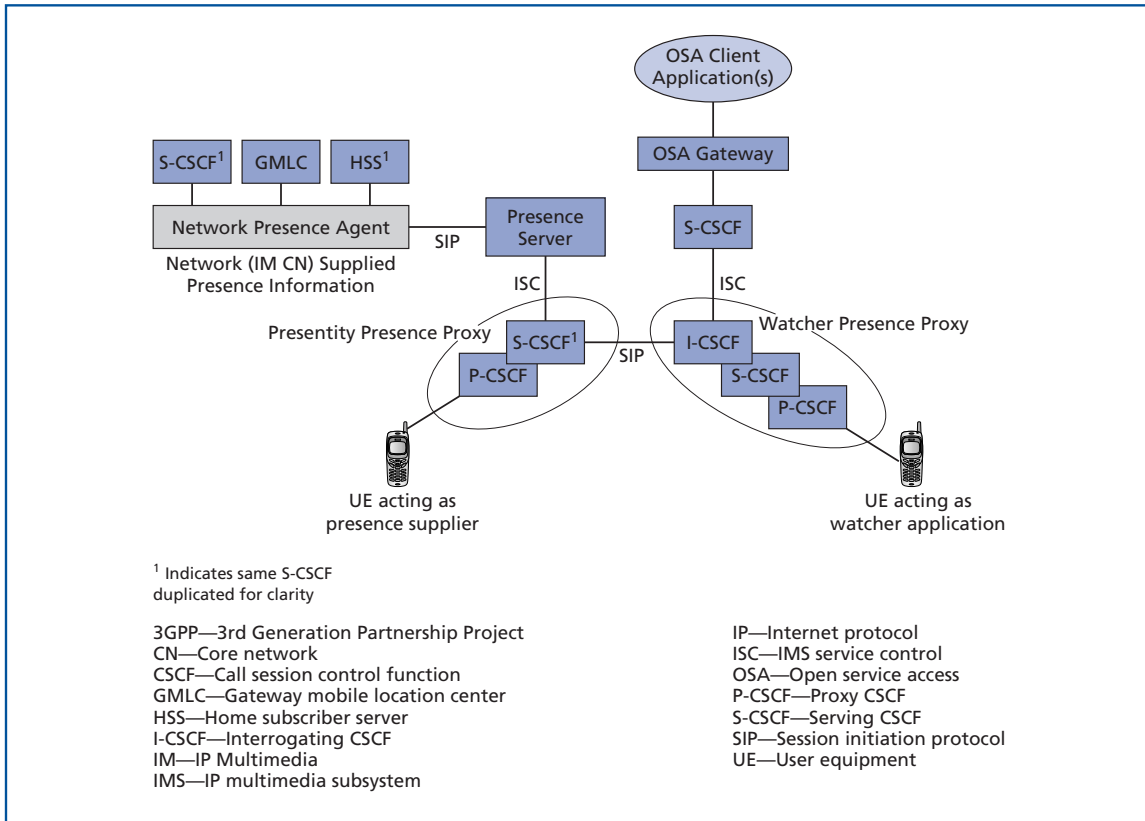 OSA Client
Application(s)
S-CSCF¹
GMLC
HSS¹
OSA Gateway
Network Presence Agent
SIP
Presence
Server
S-CSCF
Network (IM CN) Supplied
Presence Information
ISC
ISC
Presentity Presence Proxy
Watcher Presence Proxy
S-CSCF¹
SIP
I-CSCF
P-CSCF
S-CSCF
P-CSCF
UE acting as
presence supplier
UE acting as
watcher application
¹ Indicates same S-CSCF
duplicated for clarity
3GPP—3rd Generation Partnership Project
CN—Core network
CSCF—Call session control function
GMLC—Gateway mobile location center
HSS—Home subscriber server
I-CSCF—Interrogating CSCF
IM—IP Multimedia
IMS—IP multimedia subsystem
IP—Internet protocol
ISC—IMS service control
OSA—Open service access
P-CSCF—Proxy CSCF
S-CSCF—Serving CSCF
SIP—Session initiation protocol
UE—User equipment